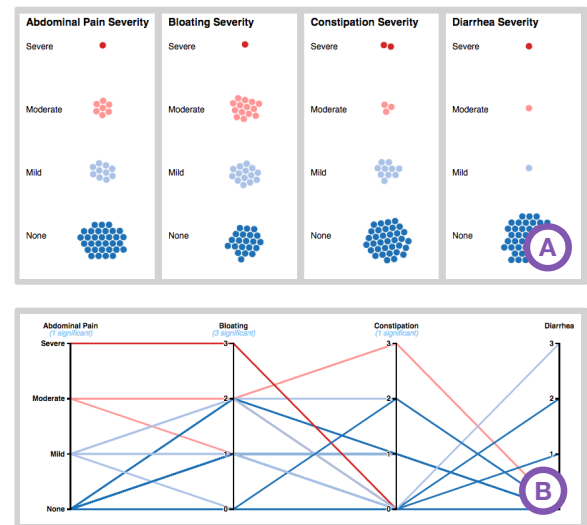 Abdominal Pain Severity
Severe
Moderate
Mild
None
Bloating Severity
Severe
Moderate
Mild
None
Constipation Severity
Severe
Moderate
Mild
None
Diarrhea Severity
Severe
Moderate
Mild
None
A
Abdominal Pain
(1 significant)
Bloating
(3 significant)
Constipation
(1 significant)
Diarrhea
Severe
Moderate
Mild
None
3
2
1
0
3
2
1
0
3
2
1
B